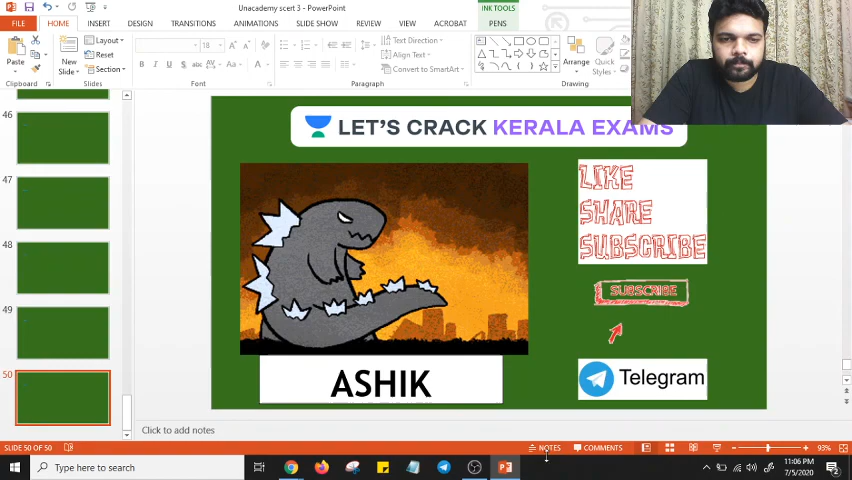 Unacademy scert 3 - PowerPoint
FILE HOME INSERT DESIGN TRANSITIONS ANIMATIONS SLIDE SHOW REVIEW VIEW ACROBAT INK TOOLS PENS
Paste
New Slide
Layout
Reset
Section
18
Text Direction
Align Text
Convert to SmartArt
Arrange
Quick Styles
Clipboard Slides Font Paragraph Drawing
46
47
48
49
50
LET'S CRACK KERALA EXAMS
LIKE
SHARE
SUBSCRIBE
SUBSCRIBE
ASHIK
Telegram
Click to add notes
SLIDE 50 OF 50 NOTES COMMENTS 93%
Type here to search
11:06 PM
7/5/2020
2